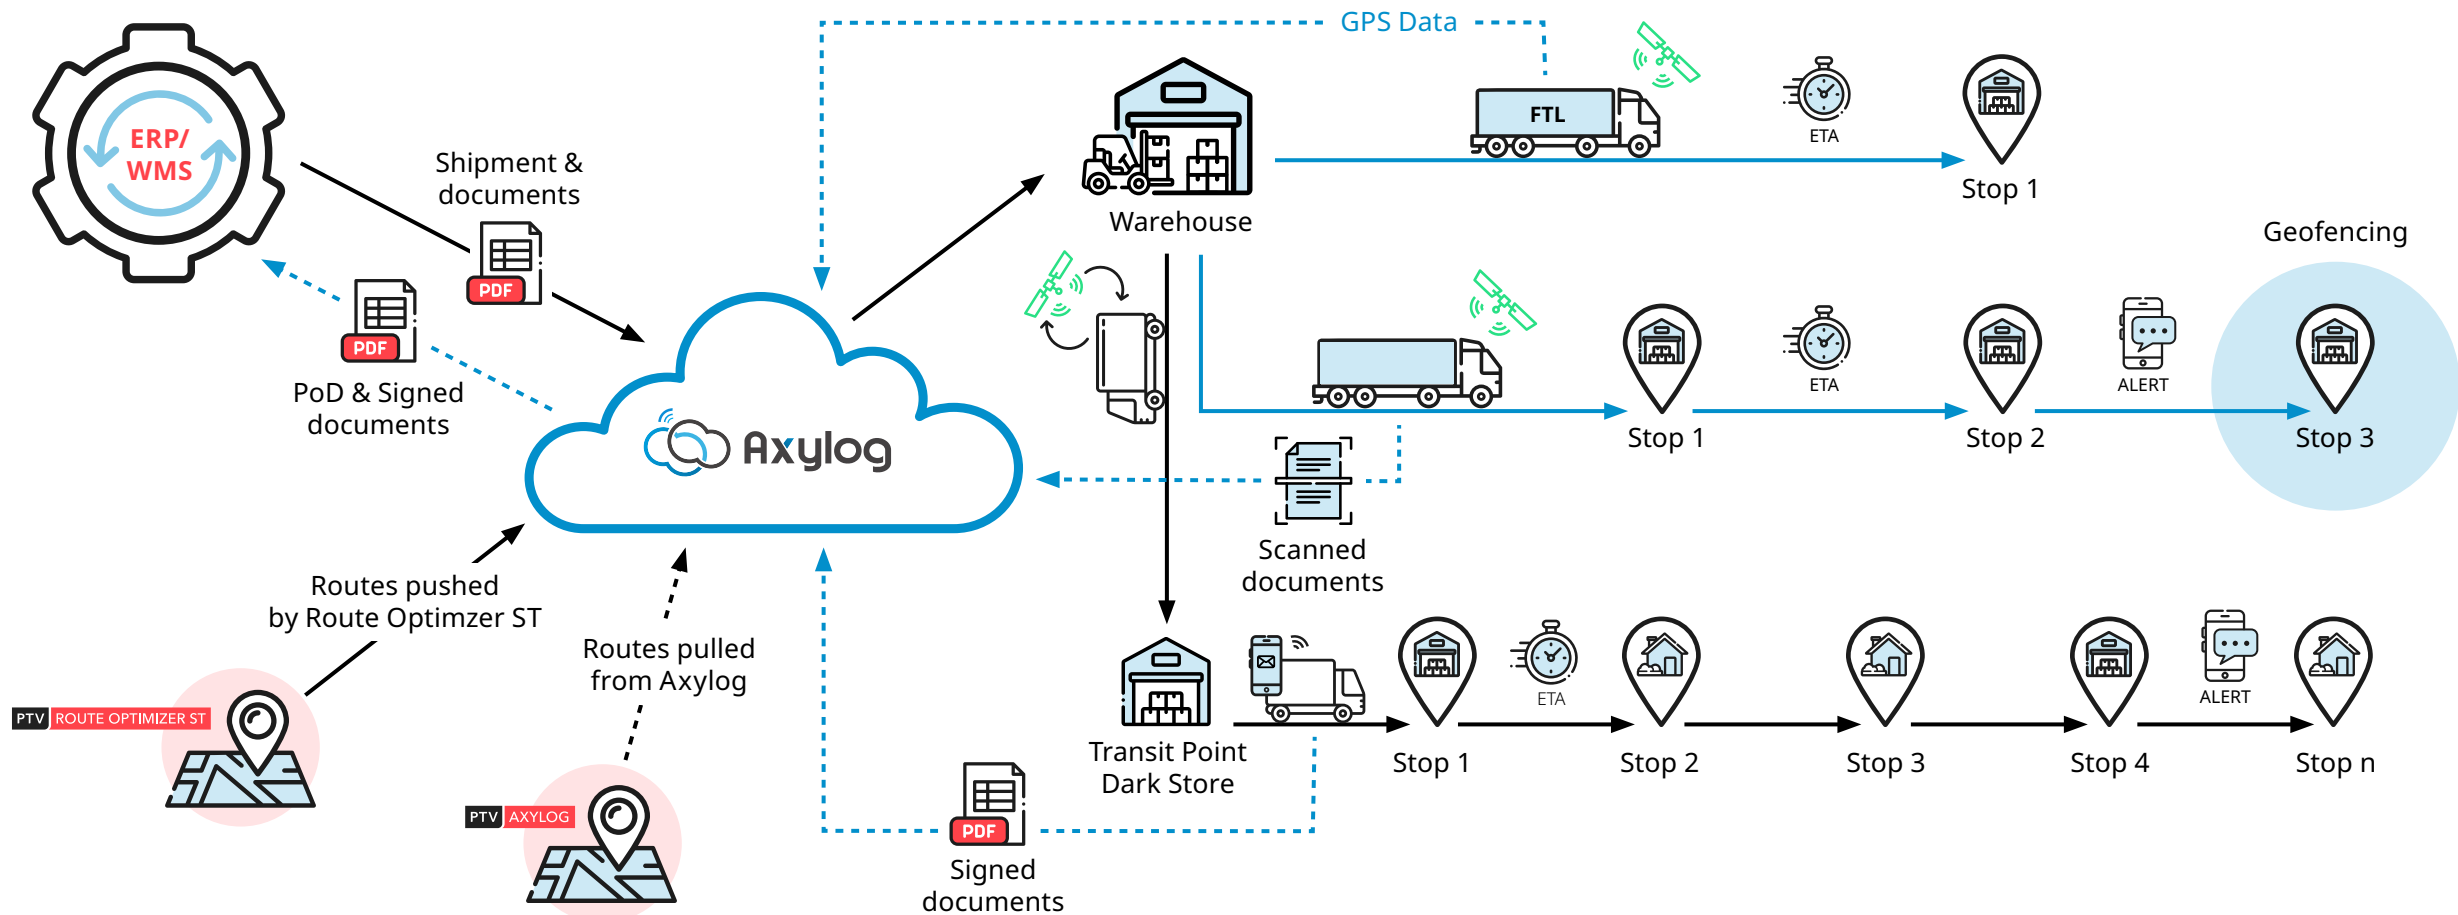 GPS Data
ERP/
WMS
Shipment &
documents
PDF
PDF
PoD & Signed
documents
Axylog
Warehouse
FTL
ETA
Stop 1
Geofencing
Stop 1
ETA
Stop 2
ALERT
Stop 3
Scanned
documents
Routes pushed
by Route Optimzer ST
Routes pulled
from Axylog
PTV ROUTE OPTIMIZER ST
PTV AXYLOG
Transit Point
Dark Store
Stop 1
ETA
Stop 2
Stop 3
Stop 4
ALERT
Stop n
PDF
Signed
documents